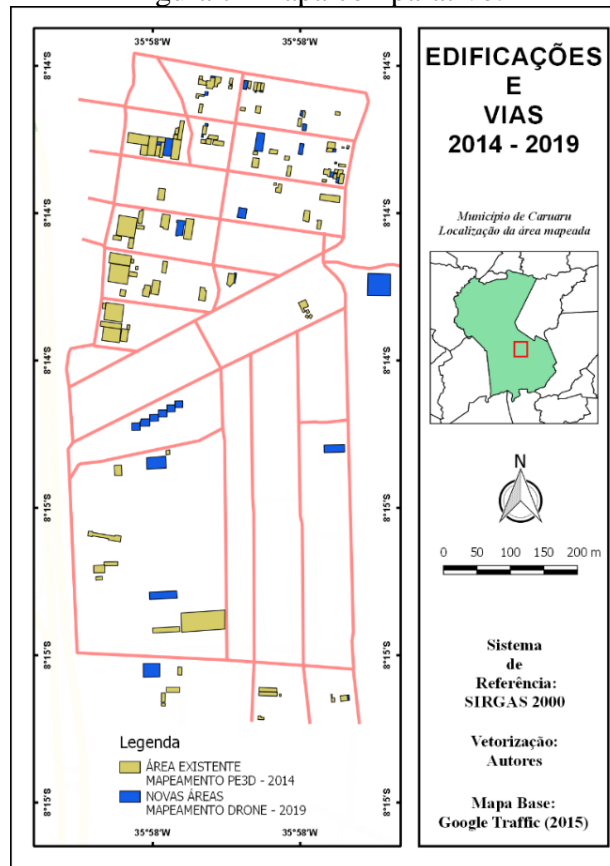 35°58'W 35°58'W
EDIFICAÇÕES
E
VIAS
2014 - 2019
Município de Caruaru
Localização da área mapeada
8°14'S 8°14'S
8°14'S 8°14'S
8°14'S 8°14'S
8°15'S 8°15'S
8°15'S 8°15'S
8°15'S 8°15'S
N
0 50 100 150 200 m
Sistema
de
Referência:
SIRGAS 2000
Vetorização:
Autores
Mapa Base:
Google Traffic (2015)
Legenda
ÁREA EXISTENTE
MAPEAMENTO PE3D - 2014
NOVAS ÁREAS
MAPEAMENTO DRONE - 2019
35°58'W 35°58'W